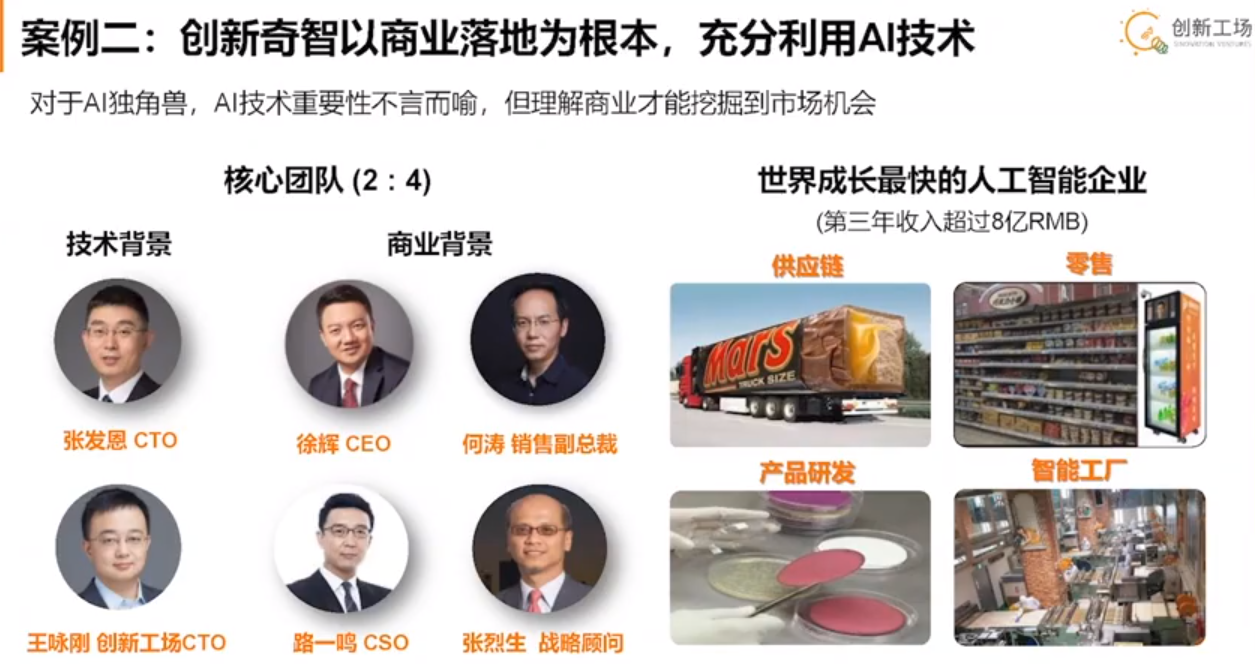 案例二：创新奇智以商业落地为根本，充分利用AI技术
创新工场
SINOVATION VENTURES
对于AI独角兽，AI技术重要性不言而喻，但理解商业才能挖掘到市场机会
核心团队 (2：4)
技术背景
商业背景
张发恩 CTO
徐辉 CEO
何涛 销售副总裁
王咏刚 创新工场CTO
路一鸣 CSO
张烈生 战略顾问
世界成长最快的人工智能企业
(第三年收入超过8亿RMB)
供应链
零售
Mars
TRUCK SIZE
产品研发
智能工厂